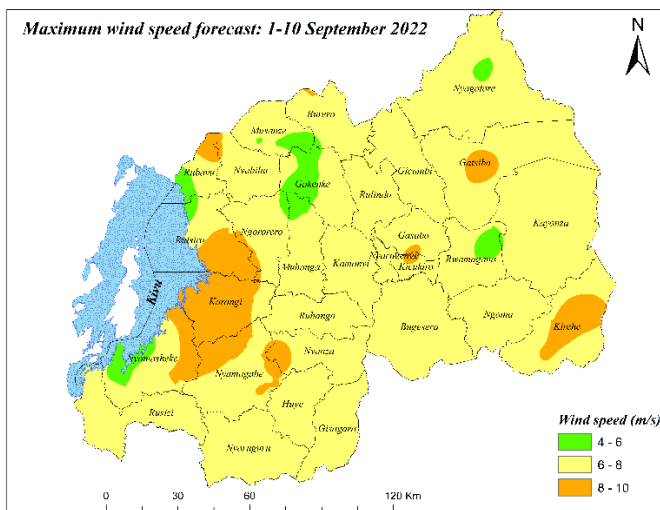 Maximum wind speed forecast: 1-10 September 2022
N
Nyagatare
Burera
Musanze
Gatsibo
Rubavu
Nyabihu
Gicumbi
Gakenke
Rulindo
Kayonza
Rutsiro
Ngororero
Gasabo
Nyarugenge
Kicukiro
Rwamagana
Muhanga
Kamonyi
Kivu
Karongi
Ruhango
Bugesera
Ngoma
Kirehe
Nyamasheke
Nyanza
Nyamagabe
Rusizi
Huye
Gisagara
Nyaruguru
Wind speed (m/s)
4 - 6
6 - 8
8 - 10
0 30 60 120 Km